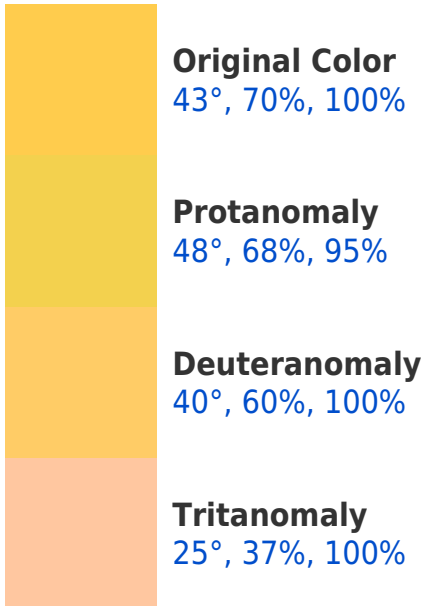 Original Color
43°, 70%, 100%
Protanomaly
48°, 68%, 95%
Deuteranomaly
40°, 60%, 100%
Tritanomaly
25°, 37%, 100%